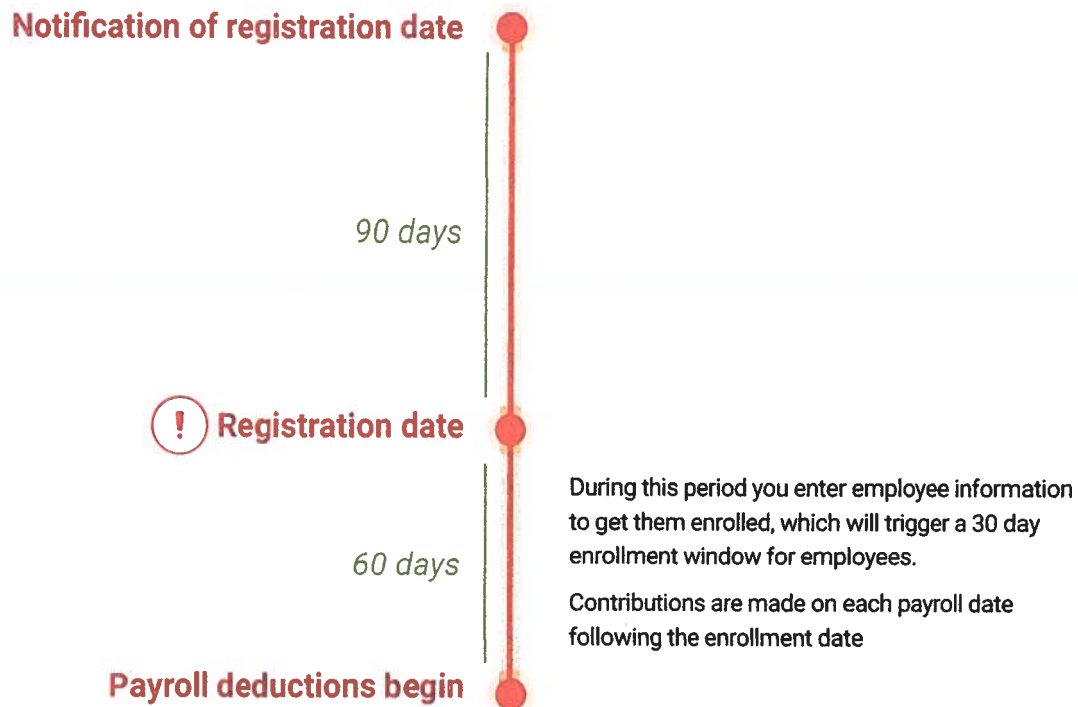 Notification of registration date
90 days
! Registration date
During this period you enter employee information
to get them enrolled, which will trigger a 30 day
enrollment window for employees.
60 days
Contributions are made on each payroll date
following the enrollment date
Payroll deductions begin